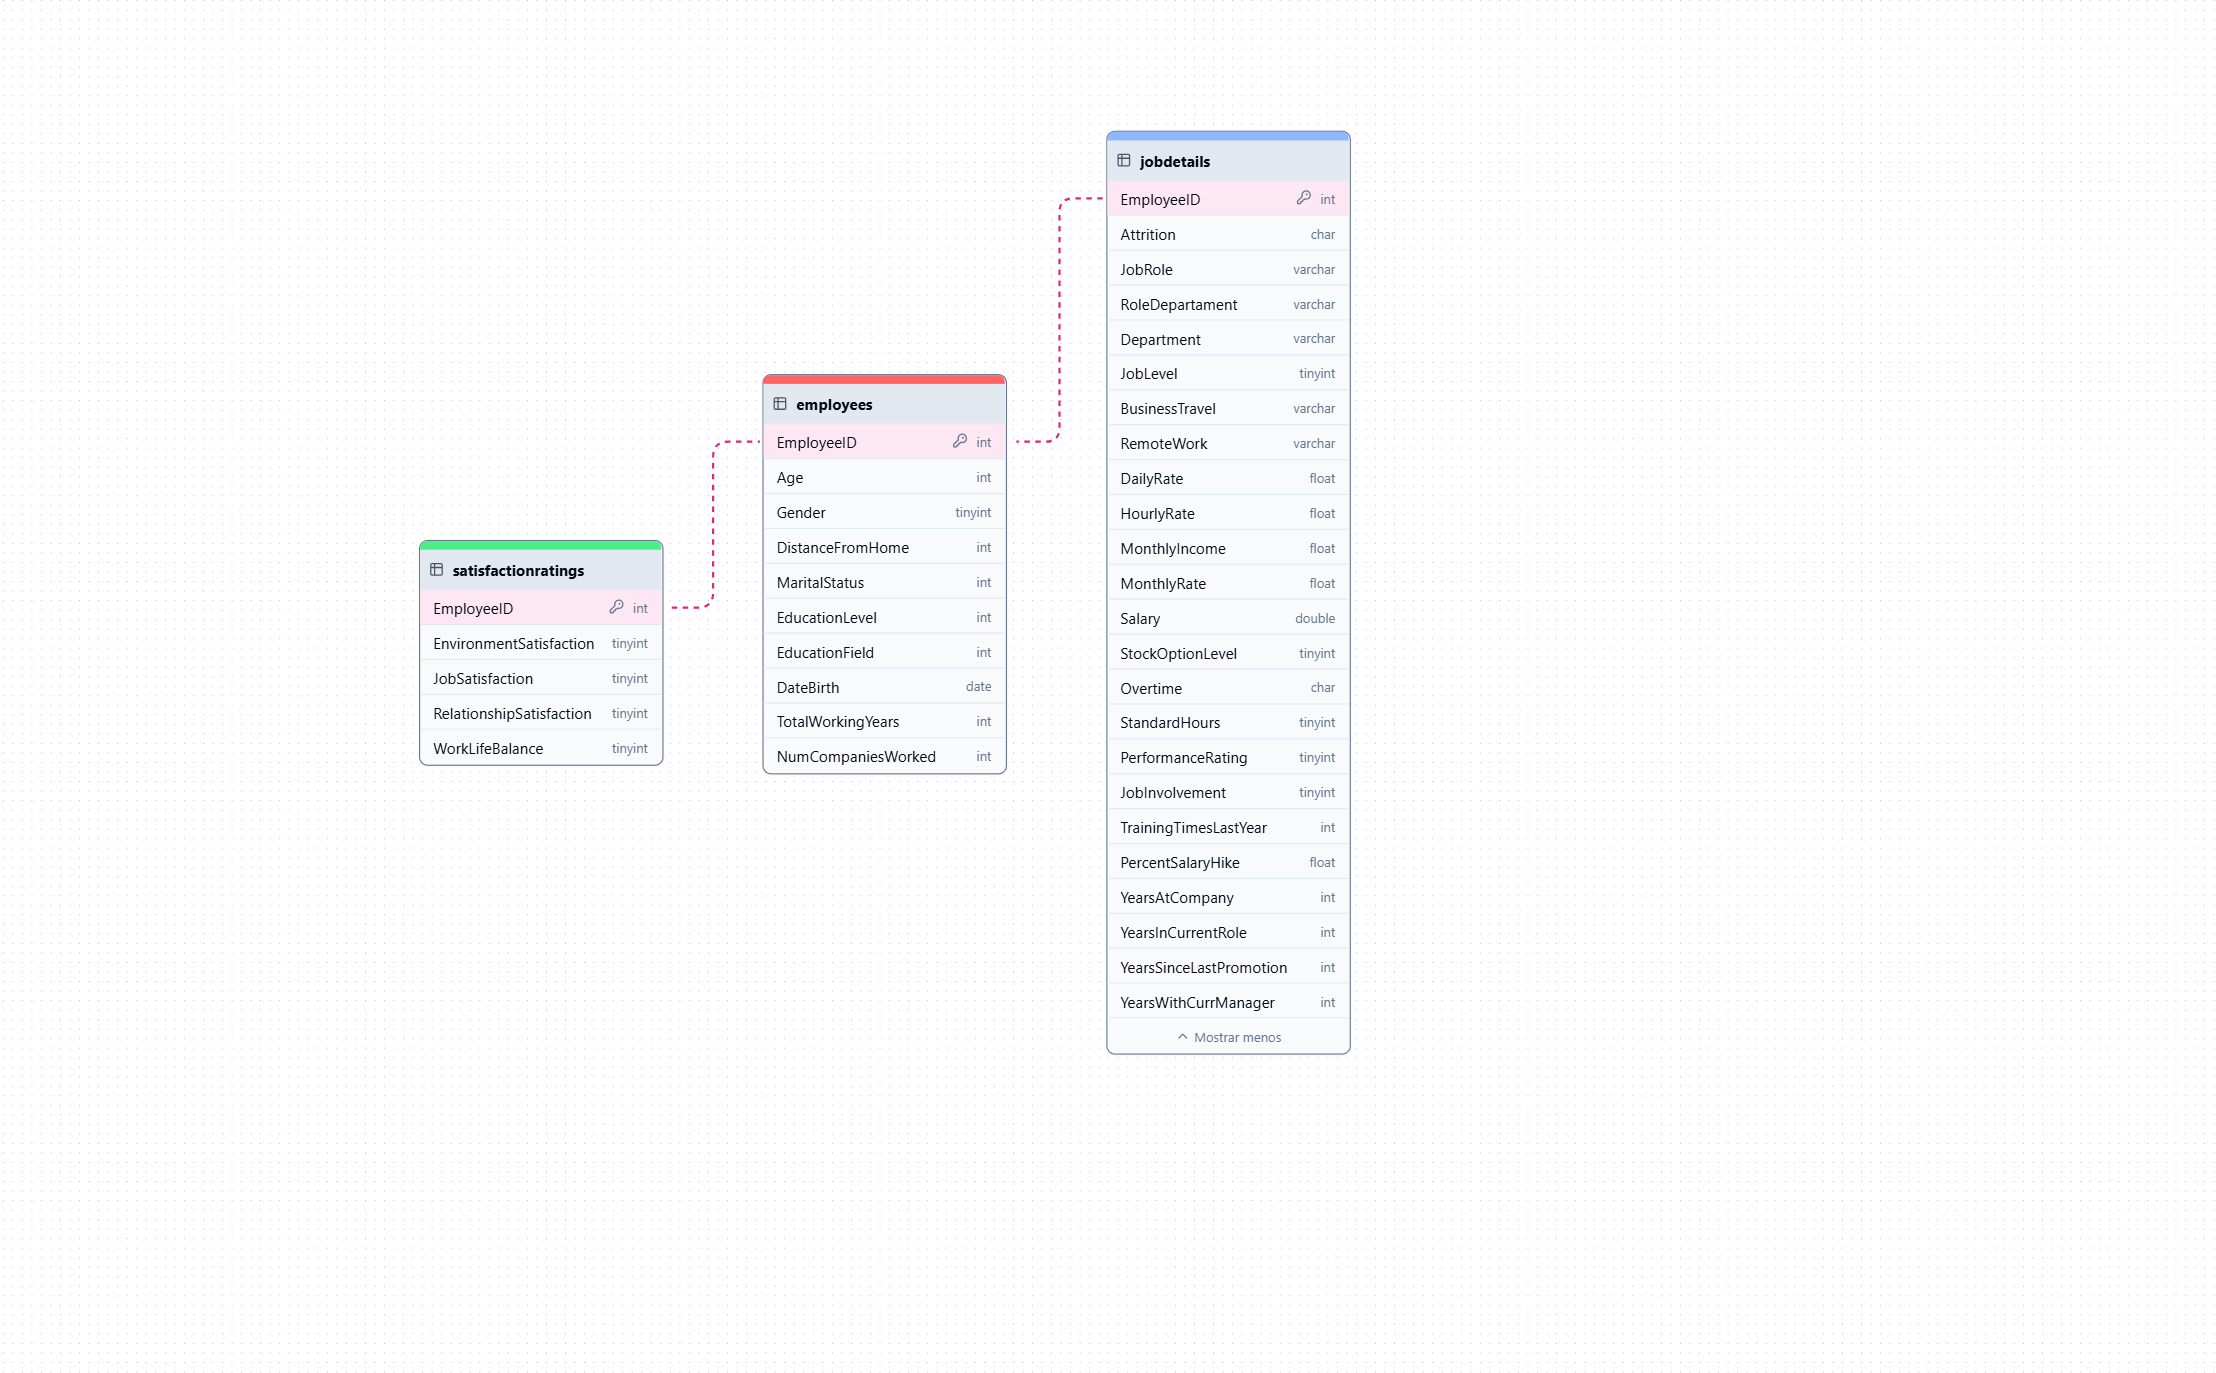 satisfactionratings
EmployeeID int
EnvironmentSatisfaction tinyint
JobSatisfaction tinyint
RelationshipSatisfaction tinyint
WorkLifeBalance tinyint
employees
EmployeeID int
Age int
Gender tinyint
DistanceFromHome int
MaritalStatus int
EducationLevel int
EducationField int
DateBirth date
TotalWorkingYears int
NumCompaniesWorked int
jobdetails
EmployeeID int
Attrition char
JobRole varchar
RoleDepartament varchar
Department varchar
JobLevel tinyint
BusinessTravel varchar
RemoteWork varchar
DailyRate float
HourlyRate float
MonthlyIncome float
MonthlyRate float
Salary double
StockOptionLevel tinyint
Overtime char
StandardHours tinyint
PerformanceRating tinyint
JobInvolvement tinyint
TrainingTimesLastYear int
PercentSalaryHike float
YearsAtCompany int
YearsInCurrentRole int
YearsSinceLastPromotion int
YearsWithCurrManager int
Mostrar menos